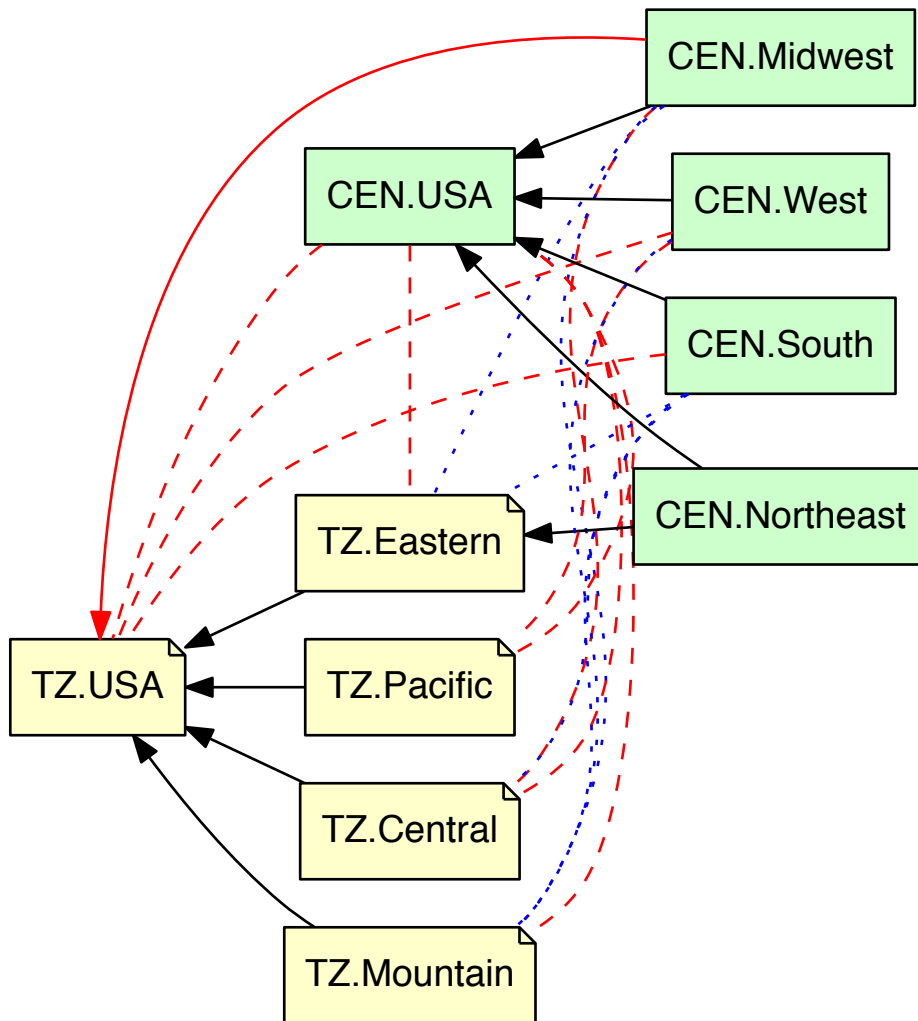 CEN.Midwest
CEN.USA
CEN.West
CEN.South
CEN.Northeast
TZ.Eastern
TZ.USA
TZ.Pacific
TZ.Central
TZ.Mountain